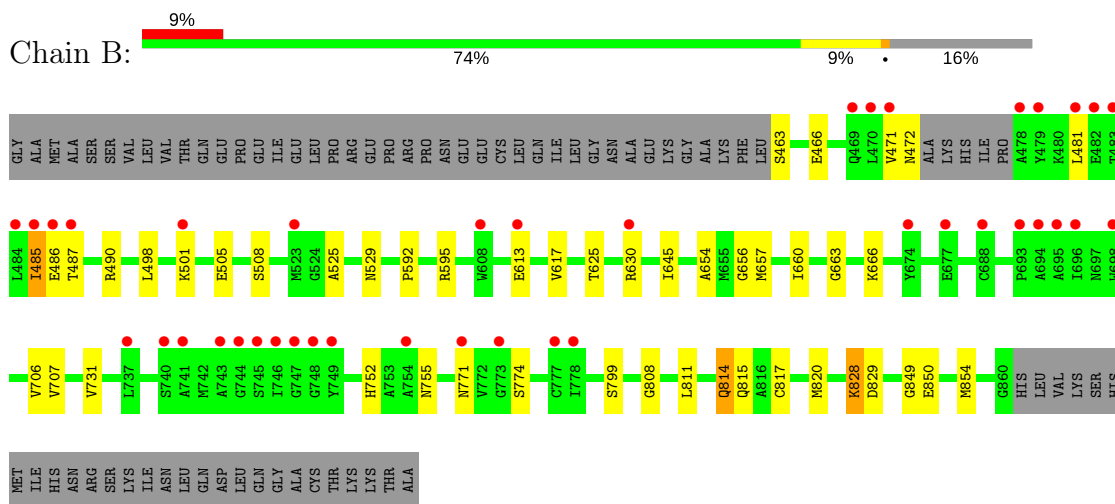 9%
Chain B:
74% 9% • 16%
GLY ALA MET ALA SER SER VAL LEU VAL THR GLN GLU PRO GLU ILE GLU LEU PRO ARG GLU PRO ARG PRO ASN GLU GLU CYS LEU GLN ILE LEU GLY ASN ALA GLU LYS GLY ALA LYS PHE LEU S463 E466 Q469 L470 V471 N472 ALA LYS HIS ILE PRO A478 Y479 K480 L481 E482 T483
L484 I485 E486 T487 R490 L498 K501 E505 S508 M523 G524 A525 N529 P592 R595 W608 E613 V617 T625 R630 I645 A654 M655 G656 M657 I660 G663 K666 Y674 E677 C688 P693 A694 A695 I696 N697
V706 V707 V731 L737 S740 A741 M742 A743 G744 S745 I746 G747 G748 Y749 H752 A753 A754 N755 N771 V772 G773 S774 C777 I778 S799 G808 L811 Q814 Q815 A816 C817 M820 K828 D829 G849 E850 M854 G860 HIS LEU VAL LYS SER HIS
MET ILE HIS ASN ARG SER LYS ILE ASN LEU GLN ASP LEU GLN GLY ALA CYS THR LYS LYS THR ALA